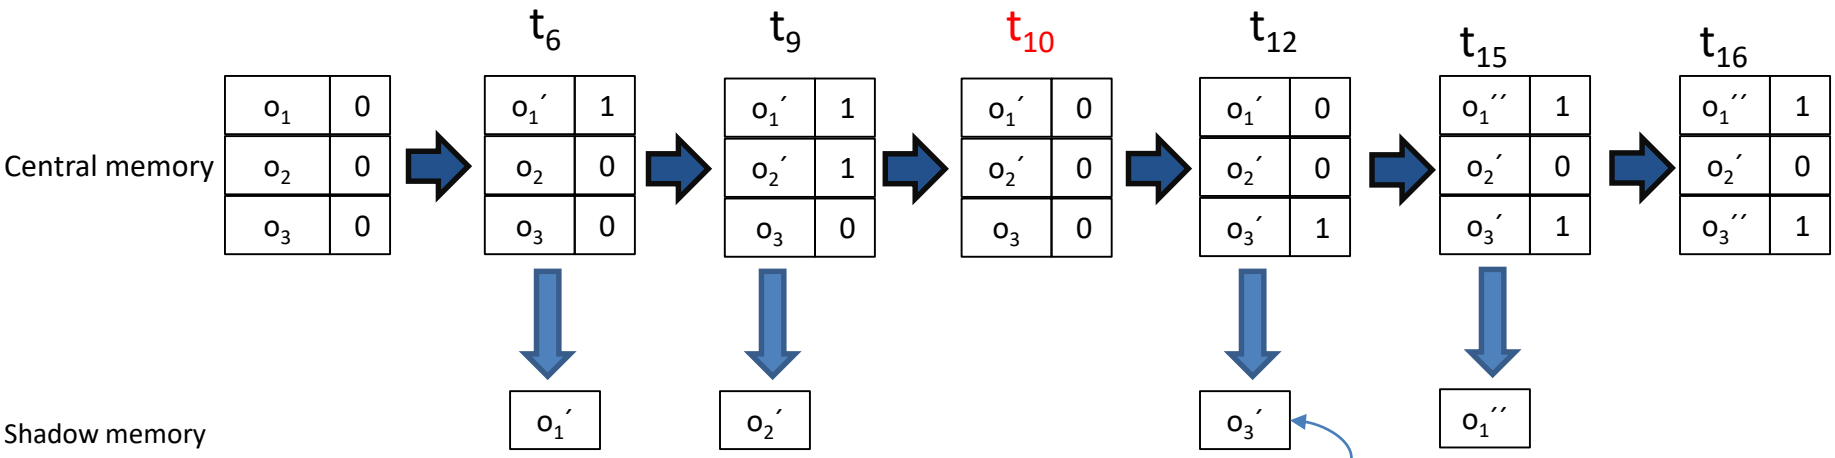 t₆ t₉ t₁₀ t₁₂ t₁₅ t₁₆
o₁ 0 o₁´ 1 o₁´ 1 o₁´ 0 o₁´ 0 o₁´´ 1 o₁´´ 1
Central memory o₂ 0 o₂ 0 o₂´ 1 o₂´ 0 o₂´ 0 o₂´ 0 o₂´ 0
o₃ 0 o₃ 0 o₃ 0 o₃ 0 o₃´ 1 o₃´ 1 o₃´´ 1
Shadow memory o₁´ o₂´ o₃´ o₁´´